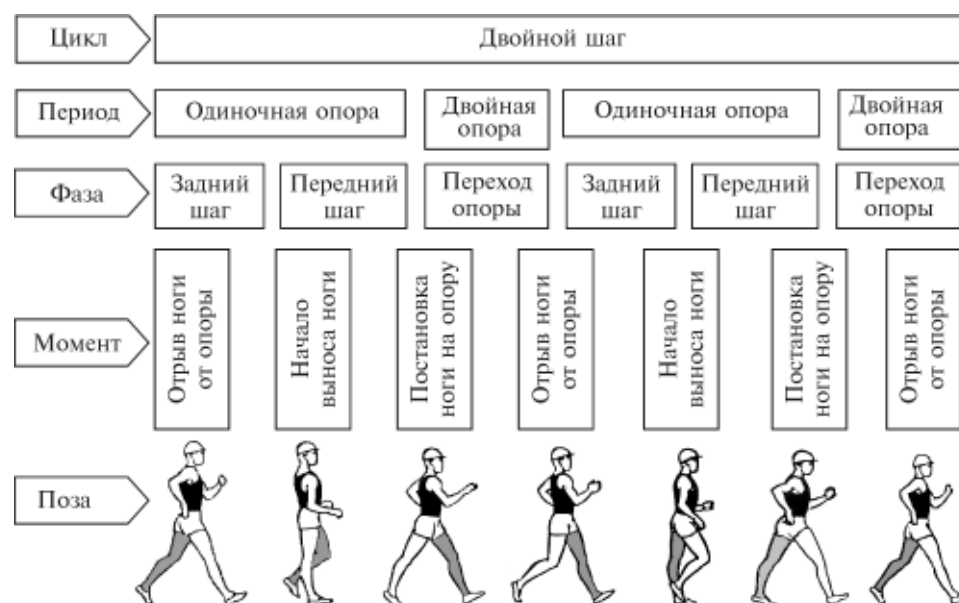 Цикл
Двойной шаг
Период
Одиночная опора
Двойная
опора
Одиночная опора
Двойная
опора
Фаза
Задний
шаг
Передний
шаг
Переход
опоры
Задний
шаг
Передний
шаг
Переход
опоры
Момент
Отрыв ноги
от опоры
Начало
выноса ноги
Постановка
ноги на опору
Отрыв ноги
от опоры
Начало
выноса ноги
Постановка
ноги на опору
Отрыв ноги
от опоры
Поза